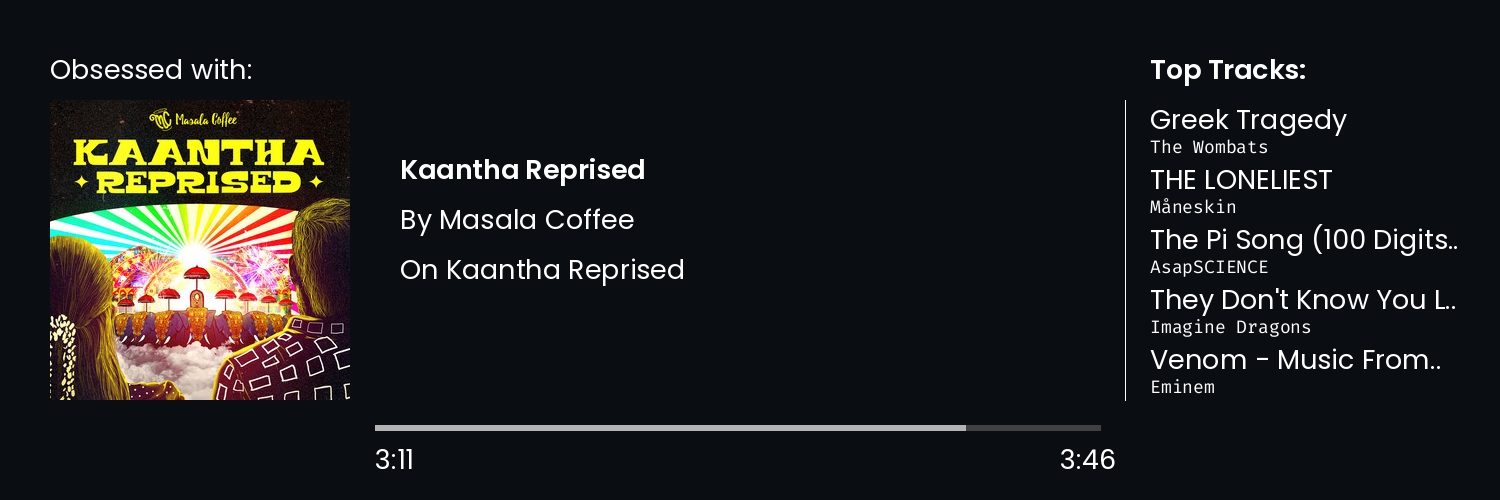 Obsessed with:
Masala Coffee
KAANTHA
REPRISED
Kaantha Reprised
By Masala Coffee
On Kaantha Reprised
3:11
3:46
Top Tracks:
Greek Tragedy
The Wombats
THE LONELIEST
Måneskin
The Pi Song (100 Digits..
AsapSCIENCE
They Don't Know You L..
Imagine Dragons
Venom - Music From..
Eminem